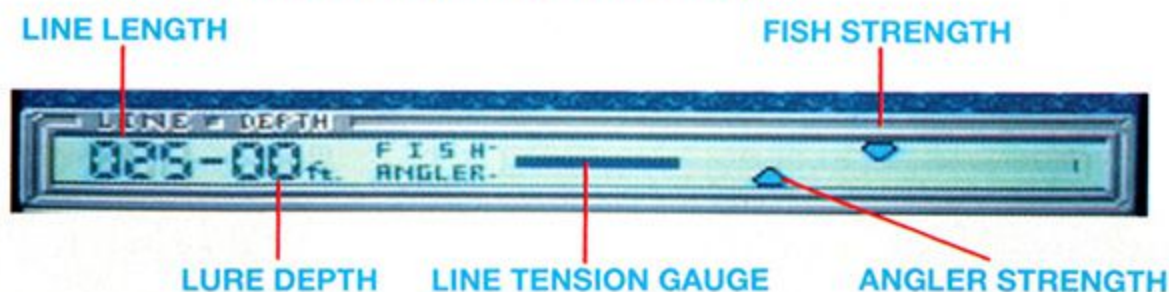 LINE LENGTH
FISH STRENGTH
LINE DEPTH
025-00ft.
FISH-
ANGLER-
LURE DEPTH
LINE TENSION GAUGE
ANGLER STRENGTH